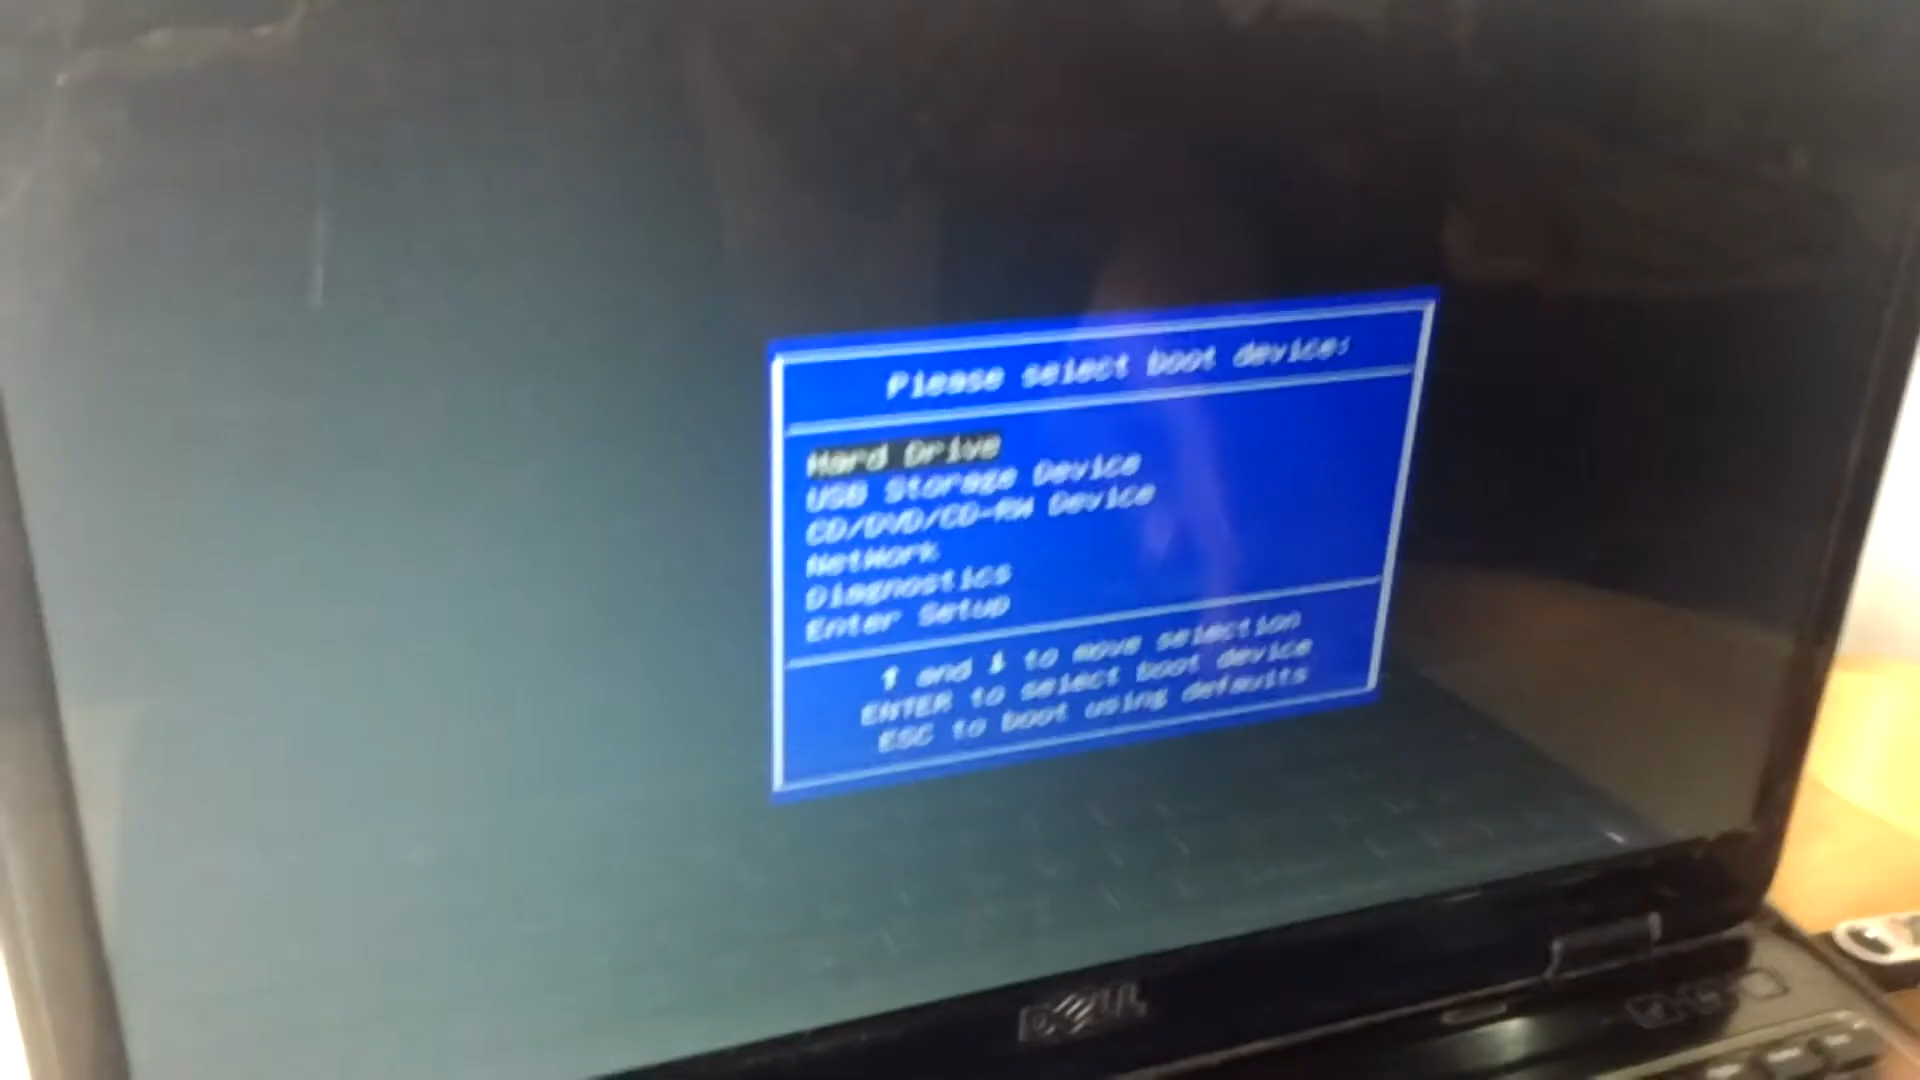 Please select boot device:
Hard Drive
USB Storage Device
CD/DVD/CD-RW Device
NetWork
Diagnostics
Enter Setup
↑ and ↓ to move selection
ENTER to select boot device
ESC to boot using defaults
DELL